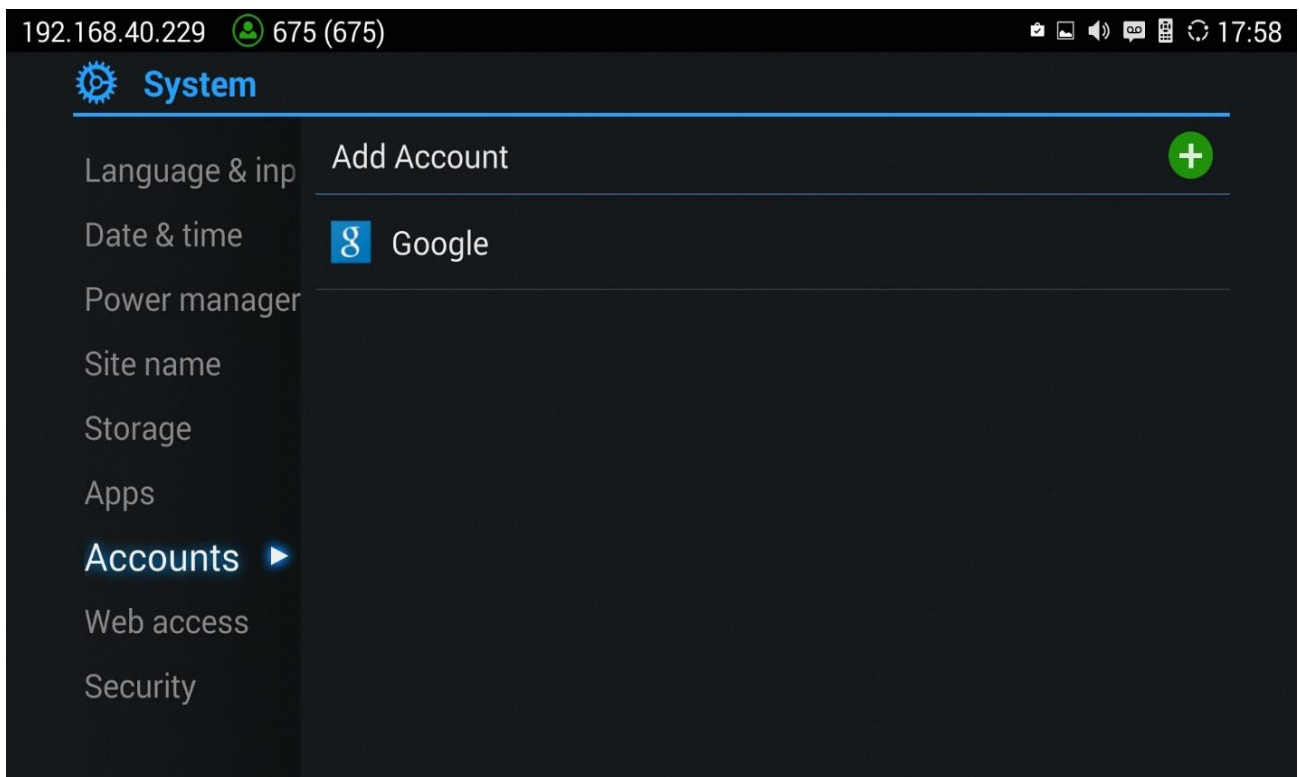 192.168.40.229 675 (675) 17:58
System
Language & inp
Date & time
Power manager
Site name
Storage
Apps
Accounts
Web access
Security
Add Account
g Google